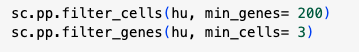 sc.pp.filter_cells(hu, min_genes= 200)
sc.pp.filter_genes(hu, min_cells= 3)